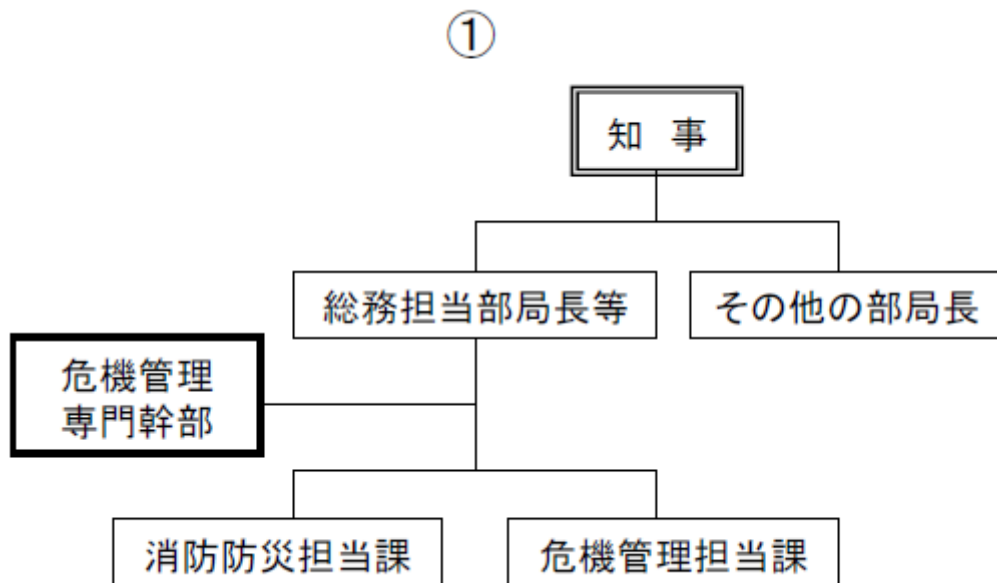 ①
知 事
総務担当部局長等
その他の部局長
危機管理
専門幹部
消防防災担当課
危機管理担当課